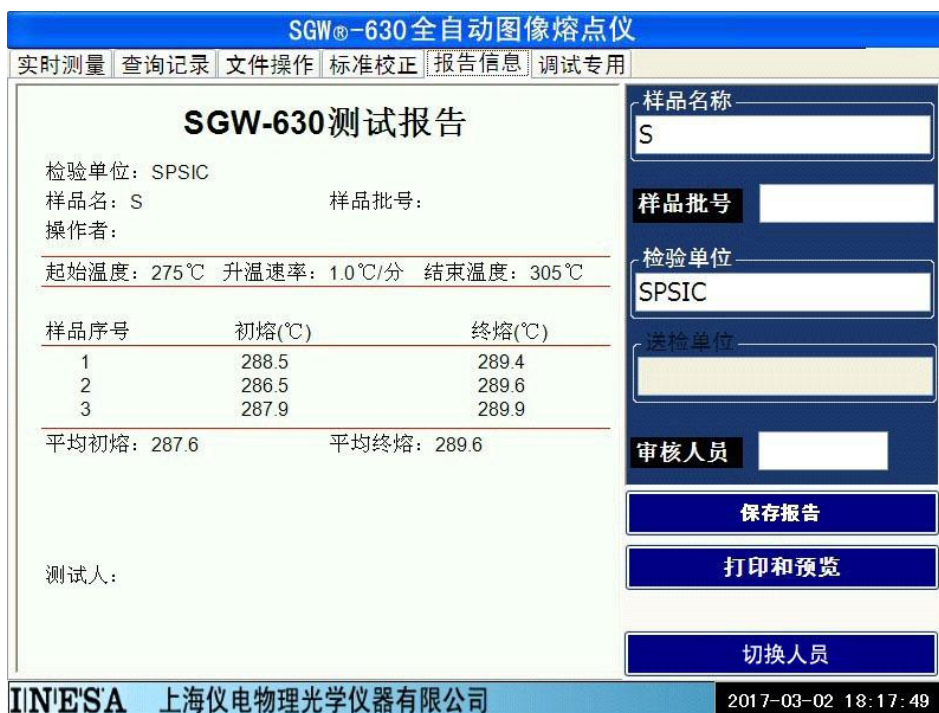 SGW®-630全自动图像熔点仪
实时测量 查询记录 文件操作 标准校正 报告信息 调试专用
SGW-630测试报告
检验单位：SPSIC
样品名：S 样品批号：
操作者：
起始温度：275℃ 升温速率：1.0℃/分 结束温度：305℃
样品序号 初熔(℃) 终熔(℃)
1 288.5 289.4
2 286.5 289.6
3 287.9 289.9
平均初熔：287.6 平均终熔：289.6
测试人：
样品名称
S
样品批号
检验单位
SPSIC
送检单位
审核人员
保存报告
打印和预览
切换人员
INESA 上海仪电物理光学仪器有限公司 2017-03-02 18:17:49